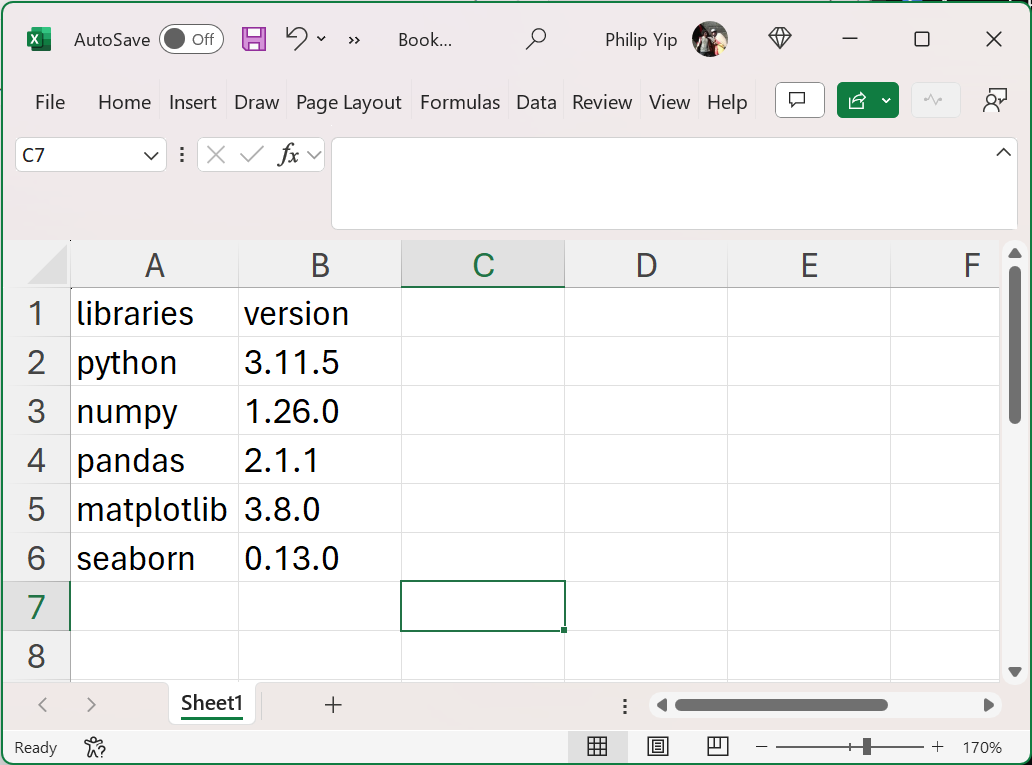 AutoSave Off Book... Philip Yip
File Home Insert Draw Page Layout Formulas Data Review View Help
C7 fx
A B C D E F
1 libraries version
2 python 3.11.5
3 numpy 1.26.0
4 pandas 2.1.1
5 matplotlib 3.8.0
6 seaborn 0.13.0
7
8
Sheet1
Ready 170%